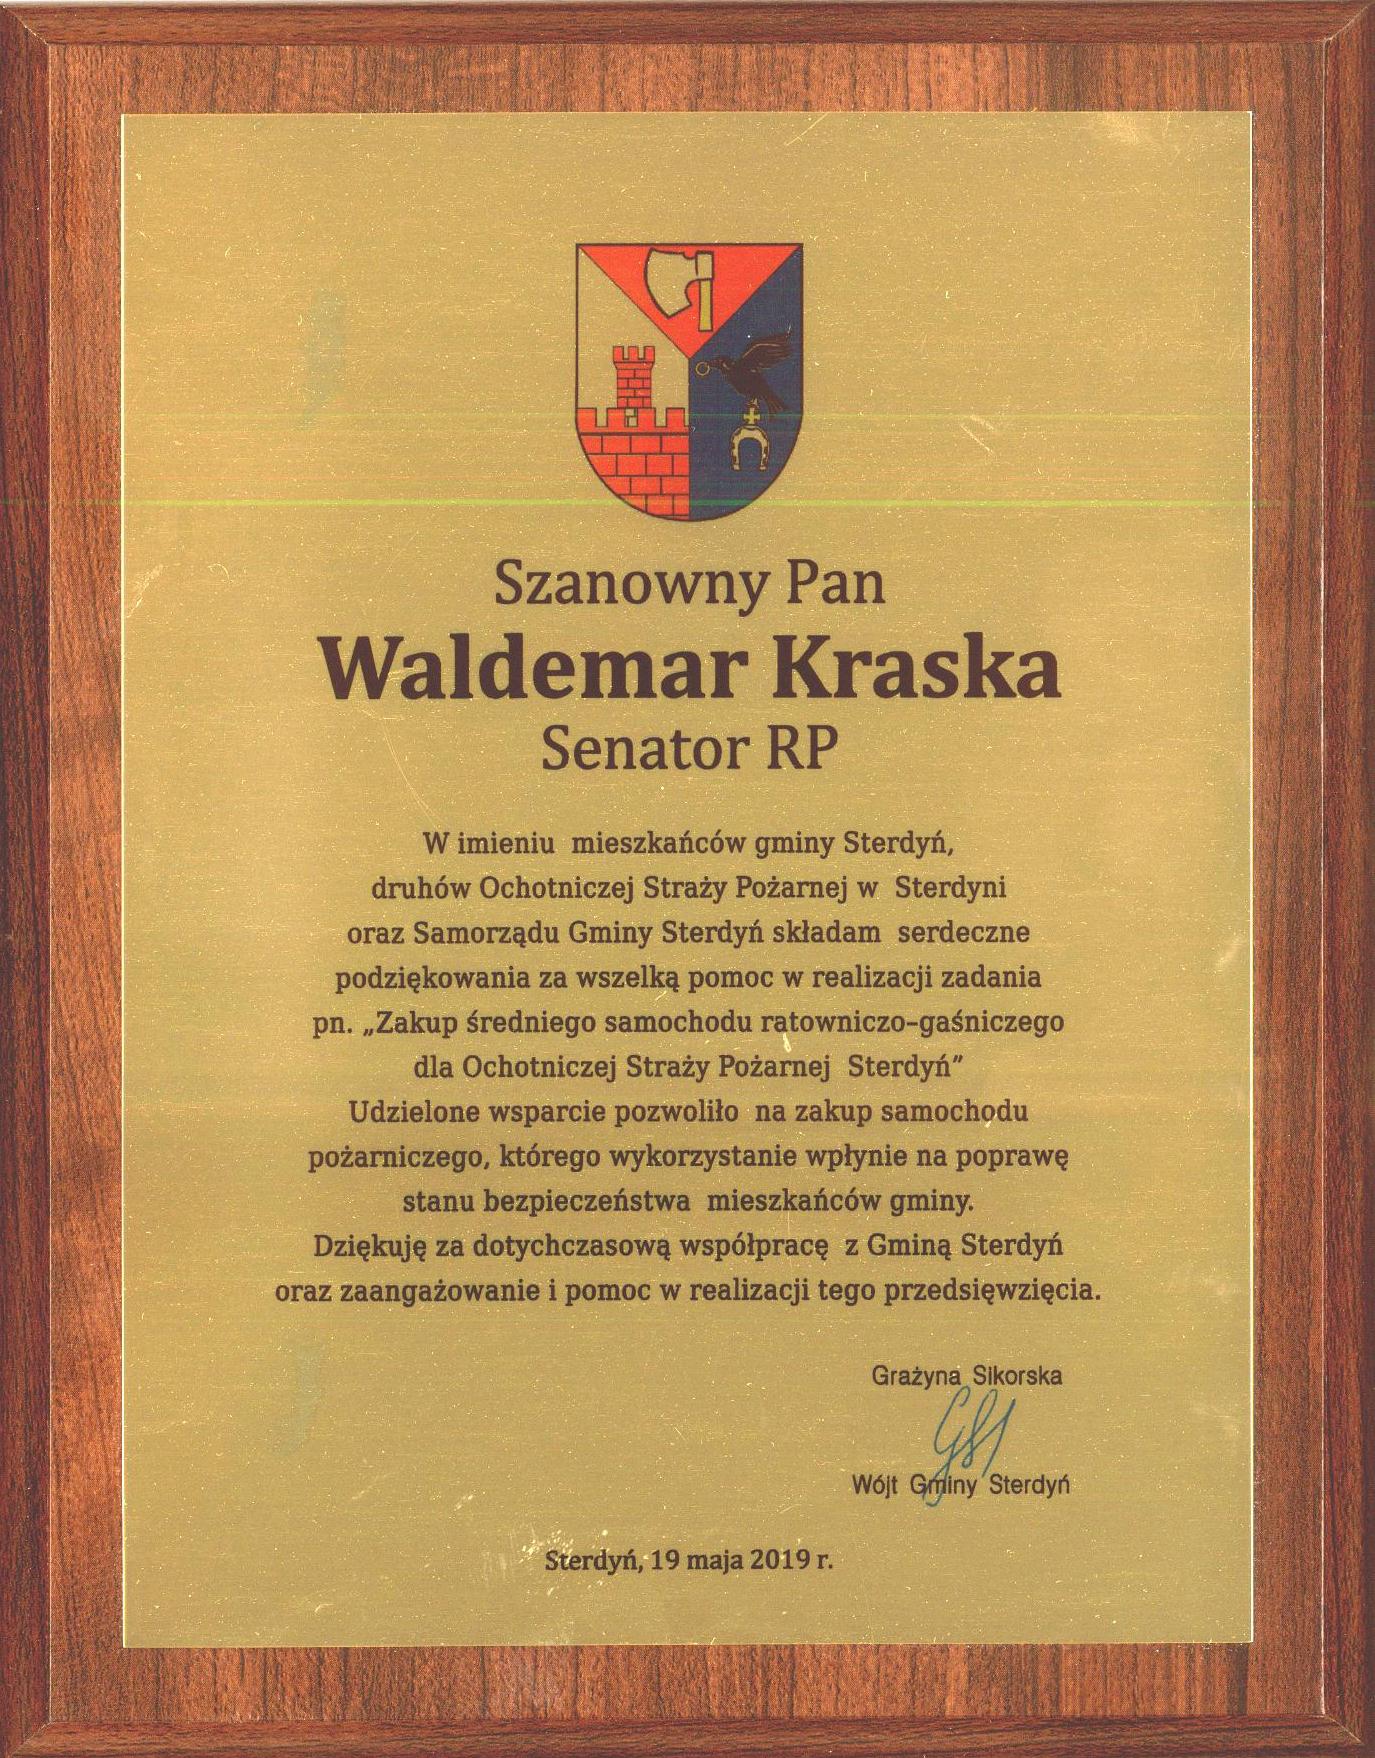 Szanowny Pan
Waldemar Kraska
Senator RP
W imieniu mieszkańców gminy Sterdyń,
druhów Ochotniczej Straży Pożarnej w Sterdyni
oraz Samorządu Gminy Sterdyń składam serdeczne
podziękowania za wszelką pomoc w realizacji zadania
pn. „Zakup średniego samochodu ratowniczo-gaśniczego
dla Ochotniczej Straży Pożarnej Sterdyń”
Udzielone wsparcie pozwoliło na zakup samochodu
pożarniczego, którego wykorzystanie wpłynie na poprawę
stanu bezpieczeństwa mieszkańców gminy.
Dziękuję za dotychczasową współpracę z Gminą Sterdyń
oraz zaangażowanie i pomoc w realizacji tego przedsięwzięcia.
Grażyna Sikorska
Wójt Gminy Sterdyń
Sterdyń, 19 maja 2019 r.